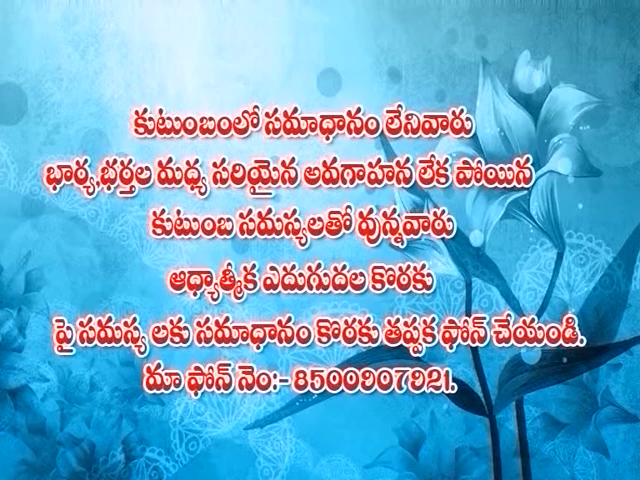 కుటుంబంలో సమాధానం లేనివారు
భార్య,భర్తల మధ్య సరియైన అవగాహన లేక పోయిన
కుటుంబ సమస్యలతో వున్నవారు
ఆధ్యాత్మీక ఎదుగుదల కొరకు
పై సమస్య లకు సమాధానం కొరకు తప్పక ఫోన్ చేయండి.
మా ఫోన్ నెం:- 8500907921.